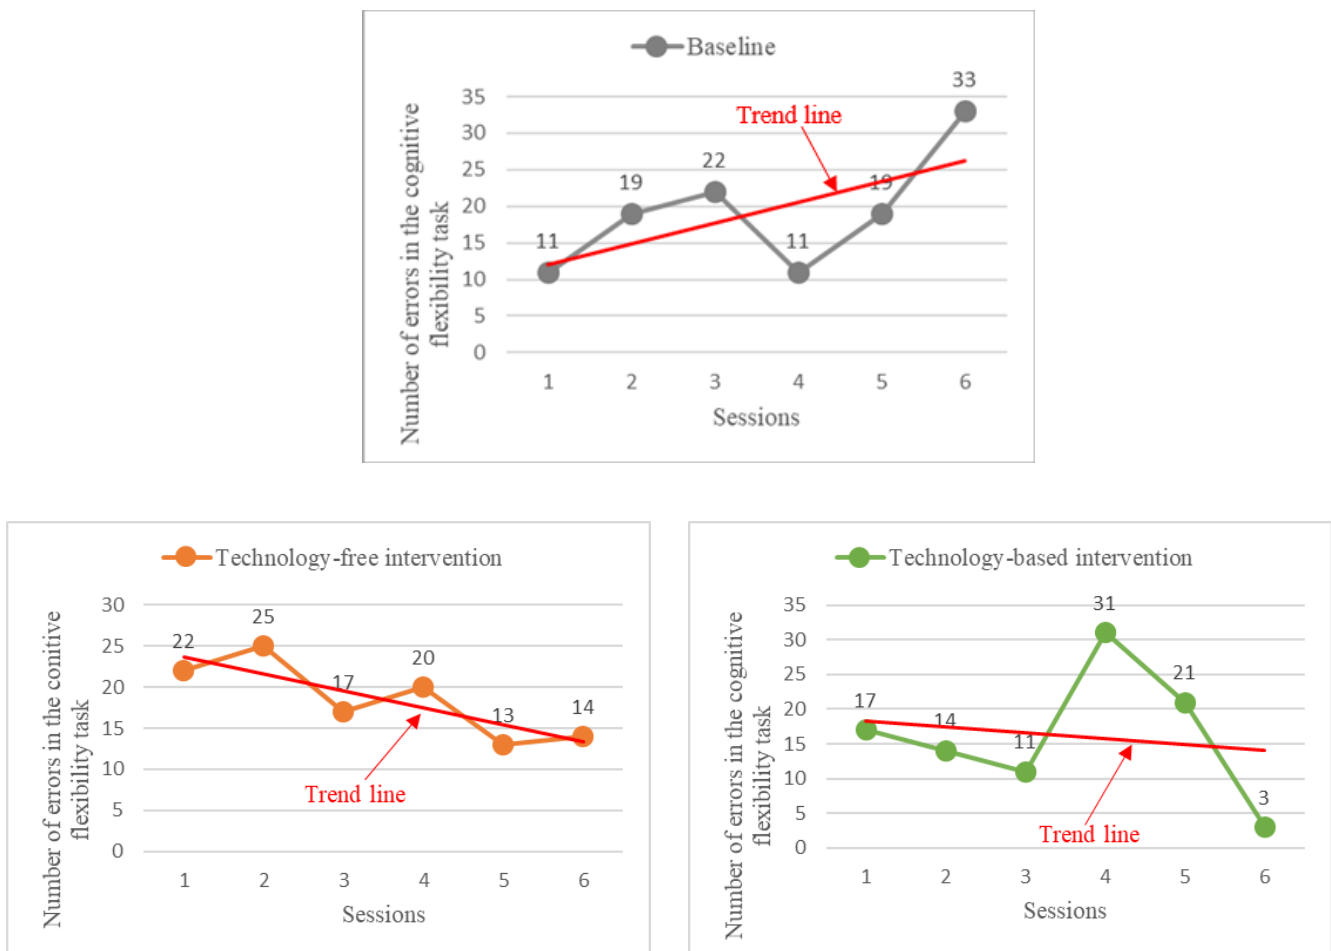 Baseline
Number of errors in the cognitive
flexibility task
35
30
25
20
15
10
5
0
11
19
22
11
19
33
Trend line
1 2 3 4 5 6
Sessions
Technology-free intervention
Number of errors in the conitive
flexibility task
30
25
20
15
10
5
0
22
25
17
20
13
14
Trend line
1 2 3 4 5 6
Sessions
Technology-based intervention
Number of errors in the cognitive
flexibility task
35
30
25
20
15
10
5
0
17
14
11
31
21
3
Trend line
1 2 3 4 5 6
Sessions